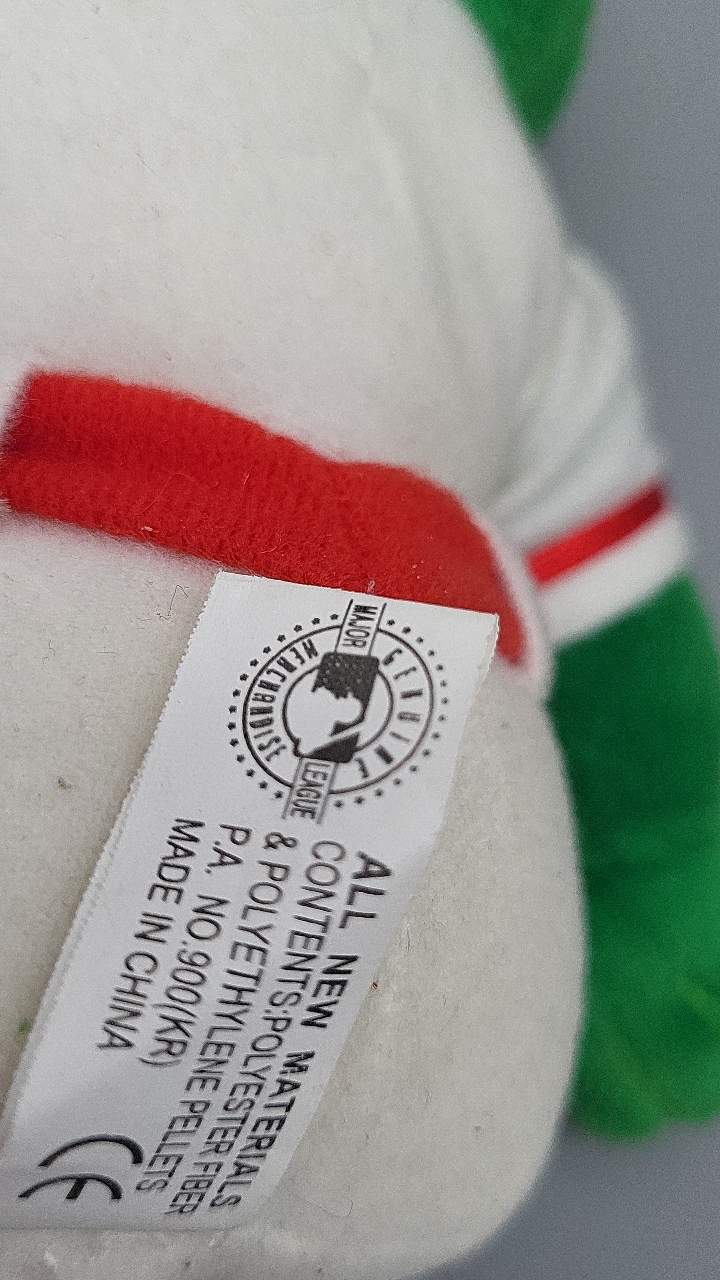 GENUINE
MAJOR LEAGUE
MERCHANDISE
ALL NEW MATERIALS
CONTENTS:POLYESTER FIBER
& POLYETHYLENE PELLETS
P.A. NO.900(KR)
MADE IN CHINA
CE